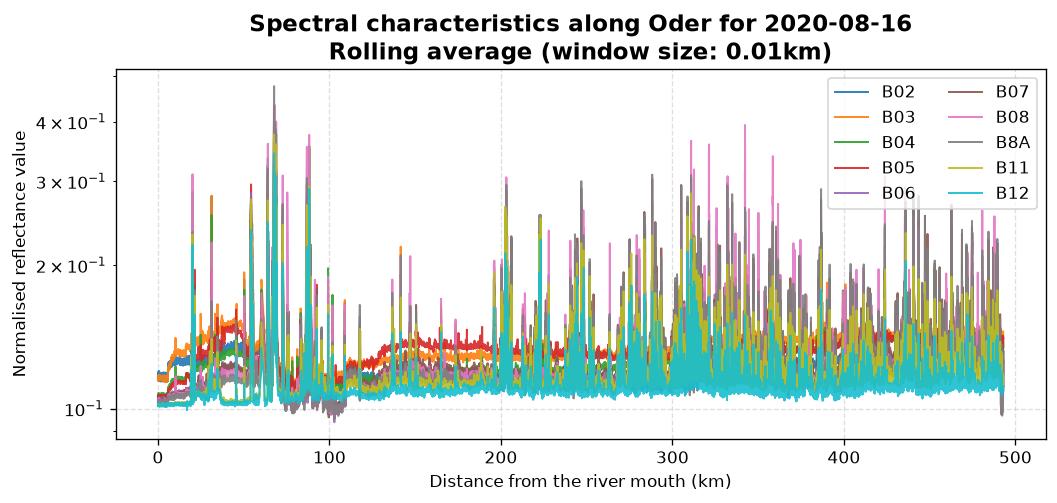 Spectral characteristics along Oder for 2020-08-16
Rolling average (window size: 0.01km)
Normalised reflectance value
4 × 10⁻¹
3 × 10⁻¹
2 × 10⁻¹
10⁻¹
B02 B07
B03 B08
B04 B8A
B05 B11
B06 B12
0 100 200 300 400 500
Distance from the river mouth (km)